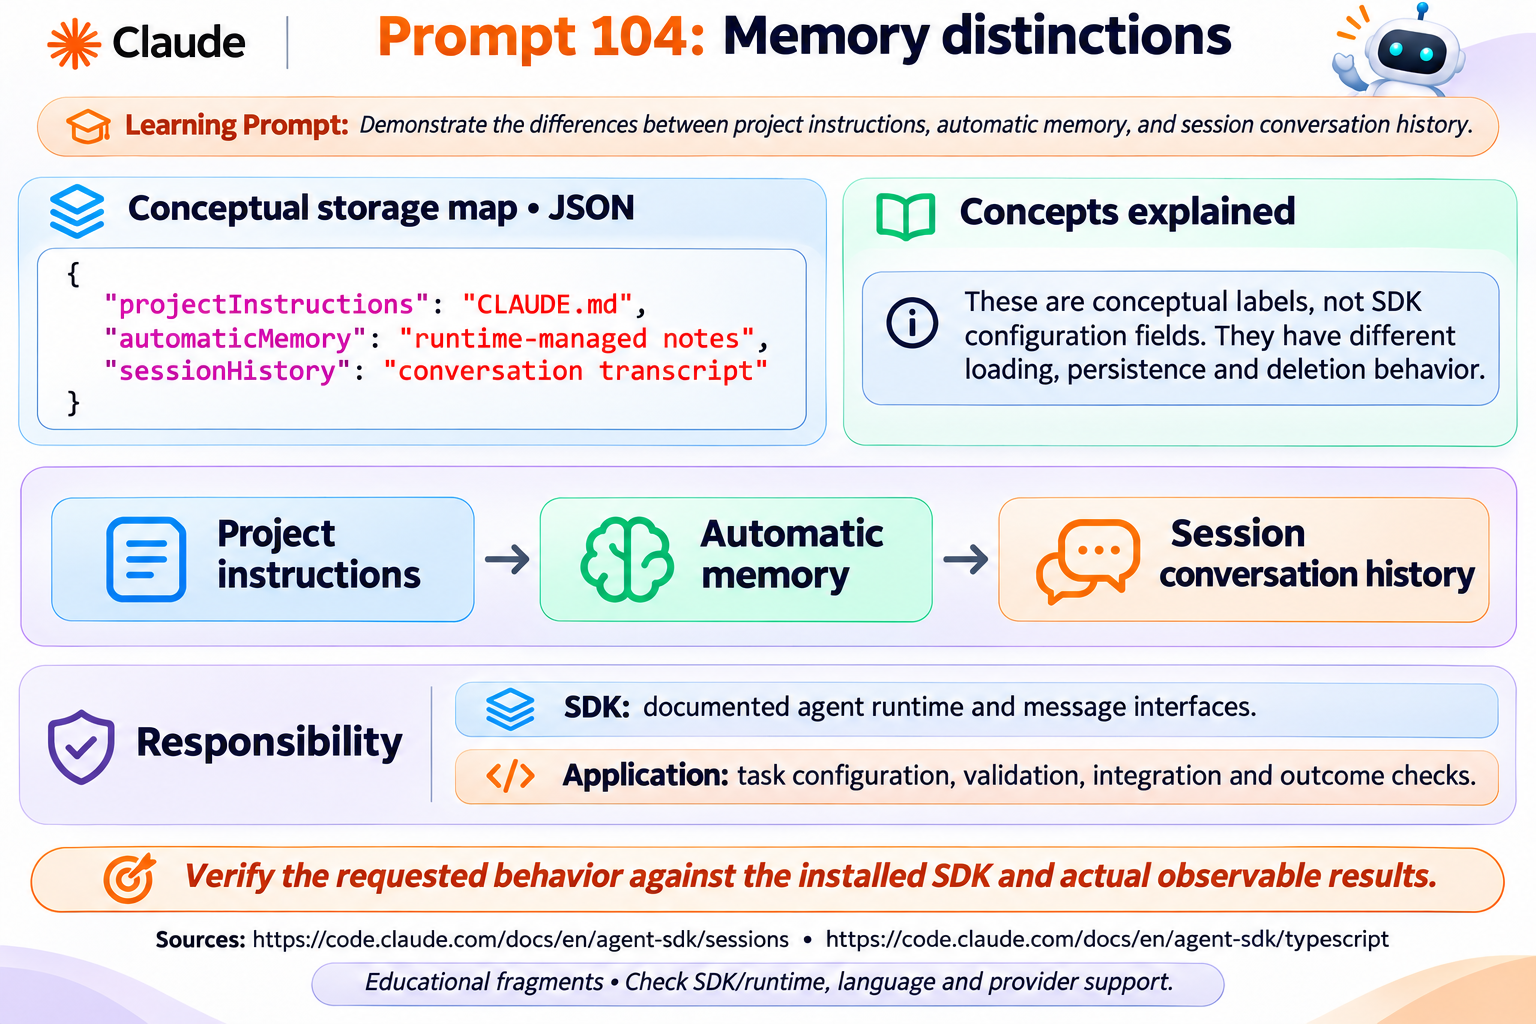 Claude
Prompt 104: Memory distinctions
Learning Prompt: Demonstrate the differences between project instructions, automatic memory, and session conversation history.
Conceptual storage map • JSON
{
"projectInstructions": "CLAUDE.md",
"automaticMemory": "runtime-managed notes",
"sessionHistory": "conversation transcript"
}
Concepts explained
These are conceptual labels, not SDK
configuration fields. They have different
loading, persistence and deletion behavior.
Project
instructions
Automatic
memory
Session
conversation history
Responsibility
SDK: documented agent runtime and message interfaces.
Application: task configuration, validation, integration and outcome checks.
Verify the requested behavior against the installed SDK and actual observable results.
Sources: https://code.claude.com/docs/en/agent-sdk/sessions • https://code.claude.com/docs/en/agent-sdk/typescript
Educational fragments • Check SDK/runtime, language and provider support.